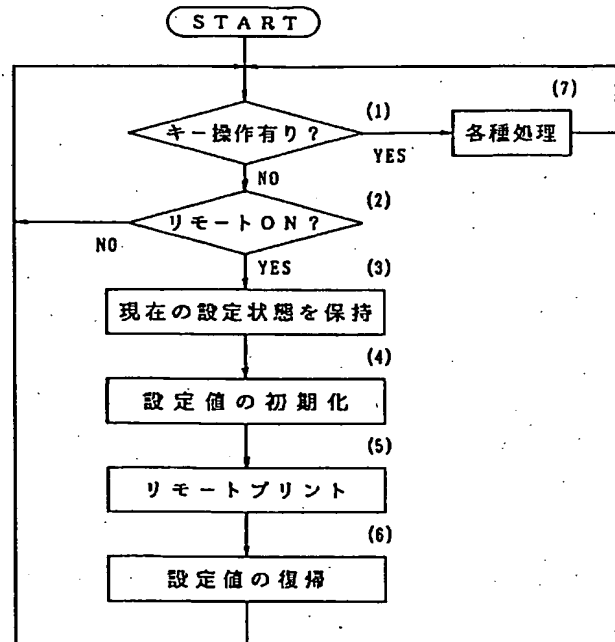 START
(1)
キー操作有り?
YES
(7)
各種処理
NO
(2)
リモートON?
NO
YES
(3)
現在の設定状態を保持
(4)
設定値の初期化
(5)
リモートプリント
(6)
設定値の復帰